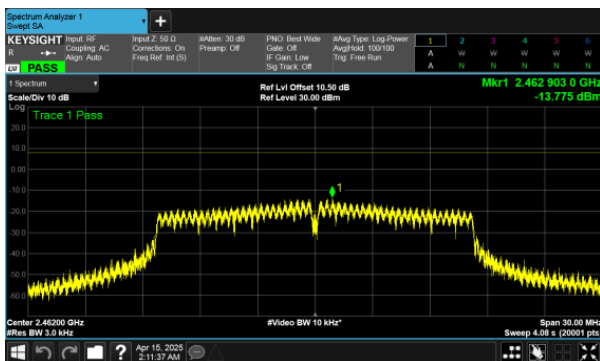 Spectrum Analyzer 1
Swept SA
KEYSIGHT Input: RF Input Z: 50 Ω #Atten: 30 dB PNO: Best Wide #Avg Type: Log-Power 1 2 3 4 5 6
R Coupling: AC Corrections: On Preamp: Off Gate: Off Avg|Hold: 100/100 A W W W W W
Align: Auto Freq Ref: Int (S) IF Gain: Low Trig: Free Run
PASS Sig Track: Off A N N N N N
1 Spectrum Ref Lvl Offset 10.50 dB Mkr1 2.462 903 0 GHz
Scale/Div 10 dB Ref Level 30.00 dBm -13.775 dBm
Log
Trace 1 Pass
20.0
10.0
0.00
-10.0
1
-20.0
-30.0
-40.0
-50.0
-60.0
Center 2.46200 GHz #Video BW 10 kHz* Span 30.00 MHz
#Res BW 3.0 kHz Sweep 4.08 s (20001 pts
? Apr 15, 2025
2:11:37 AM